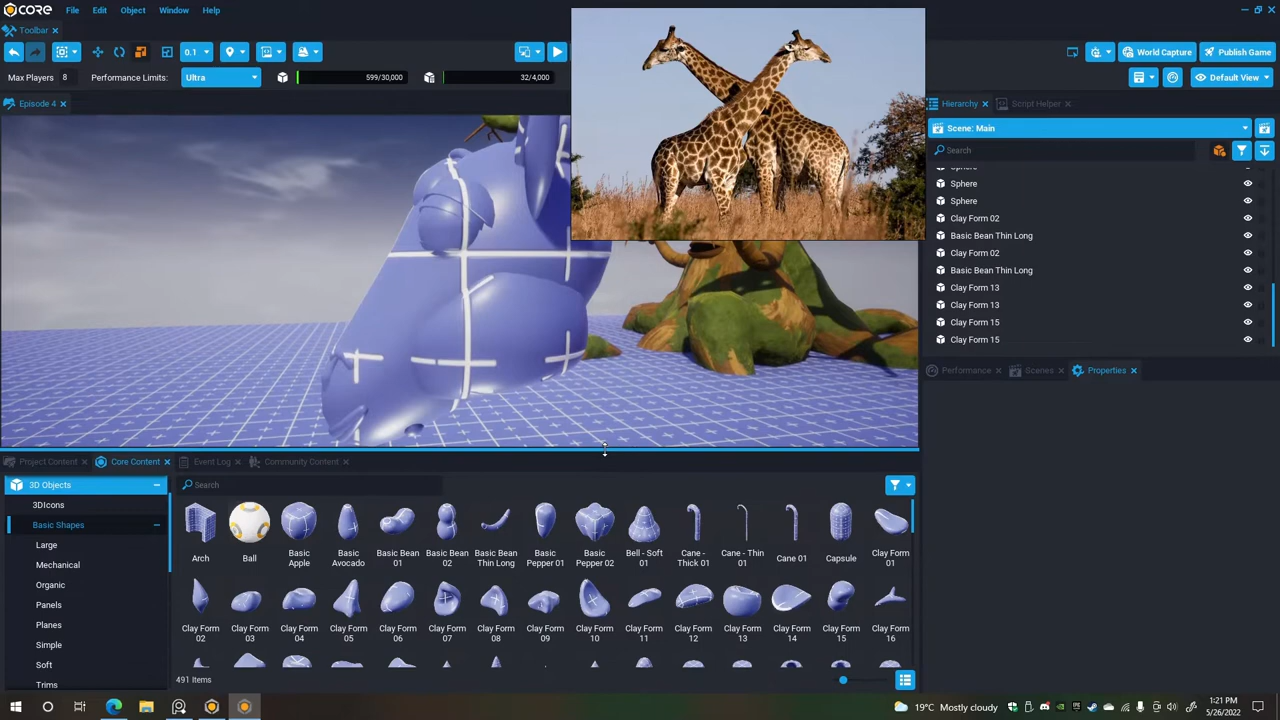 CORE
File
Edit
Object
Window
Help
Toolbar
0.1
World Capture
Publish Game
Max Players
8
Performance Limits:
Ultra
599/30,000
32/4,000
Default View
Episode 4
Hierarchy
Script Helper
Scene: Main
Search
Sphere
Sphere
Clay Form 02
Basic Bean Thin Long
Clay Form 02
Basic Bean Thin Long
Clay Form 13
Clay Form 13
Clay Form 15
Clay Form 15
Performance
Scenes
Properties
Project Content
Core Content
Event Log
Community Content
3D Objects
3DIcons
Basic Shapes
Large
Mechanical
Organic
Panels
Planes
Simple
Soft
Trims
Search
Arch
Ball
Basic
Apple
Basic
Avocado
Basic Bean
01
Basic Bean
02
Basic Bean
Thin Long
Basic
Pepper 01
Basic
Pepper 02
Bell - Soft
01
Cane -
Thick 01
Cane - Thin
01
Cane 01
Capsule
Clay Form
01
Clay Form
02
Clay Form
03
Clay Form
04
Clay Form
05
Clay Form
06
Clay Form
07
Clay Form
08
Clay Form
09
Clay Form
10
Clay Form
11
Clay Form
12
Clay Form
13
Clay Form
14
Clay Form
15
Clay Form
16
491 Items
19°C Mostly cloudy
1:21 PM
5/26/2022